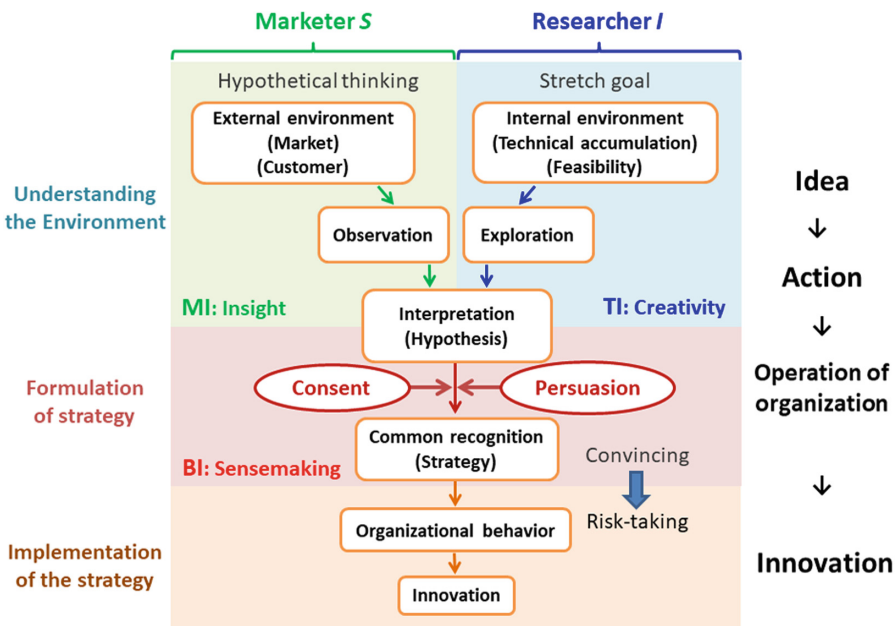 Marketer S
Researcher I
Hypothetical thinking
Stretch goal
External environment
(Market)
(Customer)
Internal environment
(Technical accumulation)
(Feasibility)
Understanding
the Environment
Idea
Observation
Exploration
Action
MI: Insight
TI: Creativity
Interpretation
(Hypothesis)
Formulation
of strategy
Consent
Persuasion
Operation of
organization
Common recognition
(Strategy)
BI: Sensemaking
Convincing
Risk-taking
Organizational behavior
Implementation
of the strategy
Innovation
Innovation